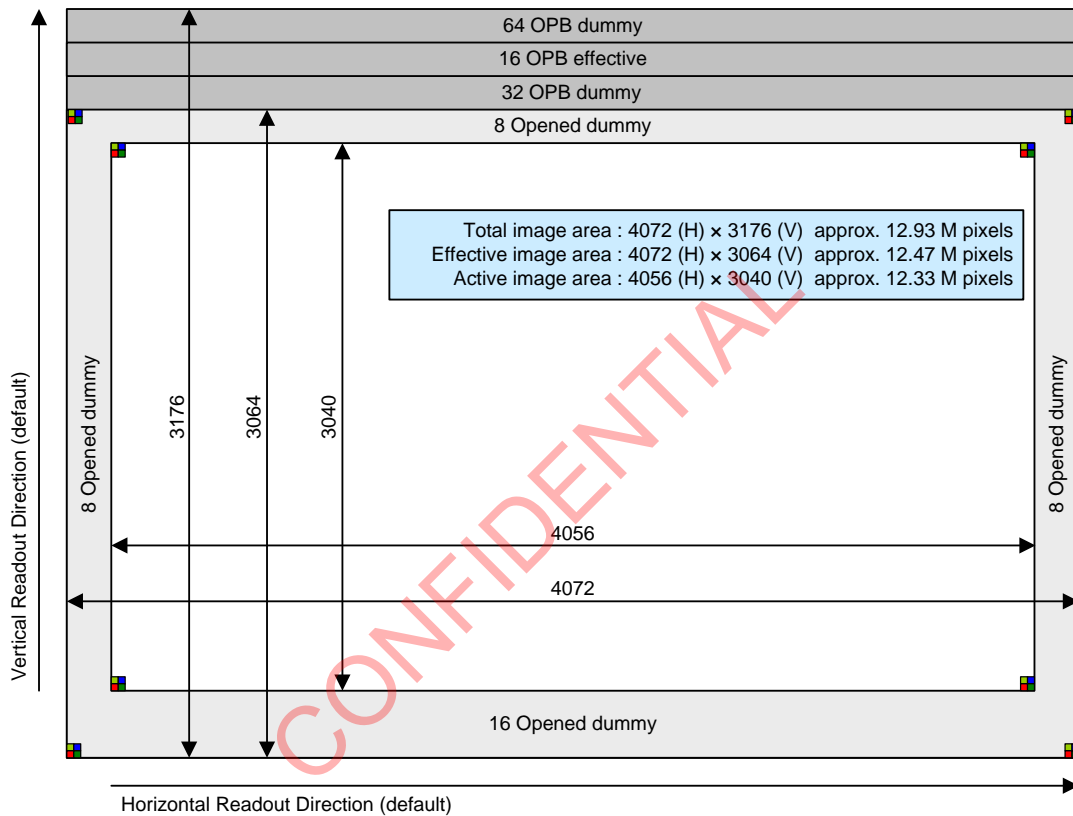 64 OPB dummy
16 OPB effective
32 OPB dummy
8 Opened dummy
Total image area : 4072 (H) × 3176 (V) approx. 12.93 M pixels
Effective image area : 4072 (H) × 3064 (V) approx. 12.47 M pixels
Active image area : 4056 (H) × 3040 (V) approx. 12.33 M pixels
Vertical Readout Direction (default)
8 Opened dummy
3176
3064
3040
8 Opened dummy
CONFIDENTIAL
4056
4072
16 Opened dummy
Horizontal Readout Direction (default)